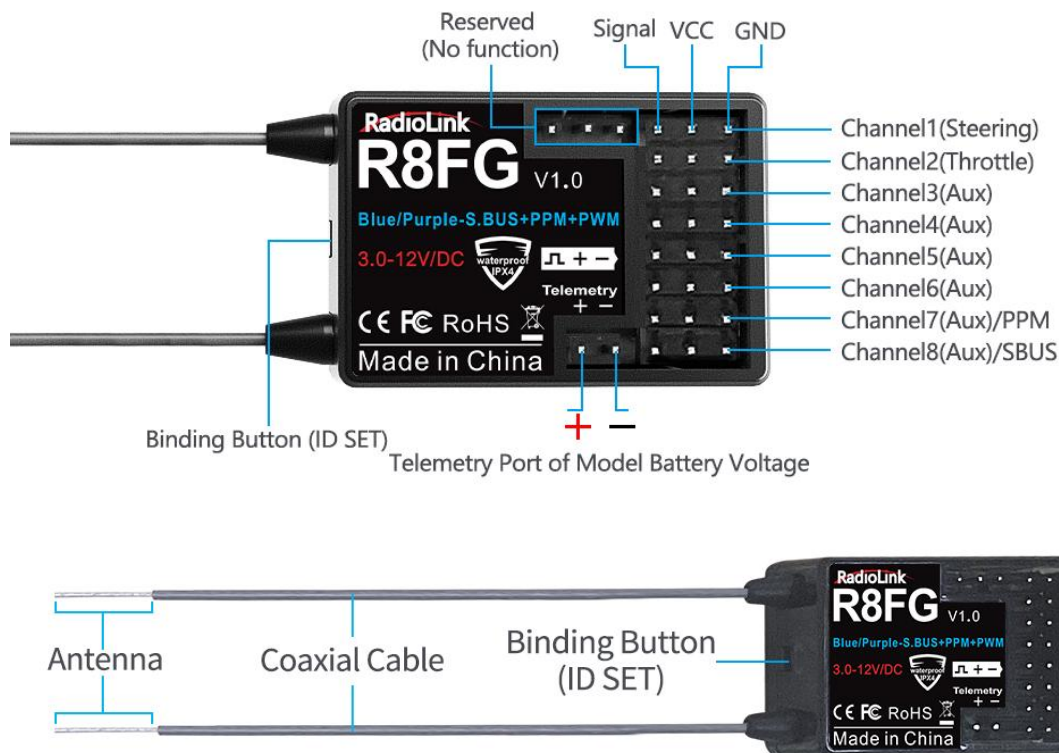 Reserved
(No function)
Signal VCC GND
RadioLink
R8FG V1.0
Blue/Purple-S.BUS+PPM+PWM
3.0-12V/DC
waterproof
IPX4
+ −
Telemetry
+ −
CE FC RoHS
Made in China
Channel1(Steering)
Channel2(Throttle)
Channel3(Aux)
Channel4(Aux)
Channel5(Aux)
Channel6(Aux)
Channel7(Aux)/PPM
Channel8(Aux)/SBUS
Binding Button (ID SET)
+ −
Telemetry Port of Model Battery Voltage
Antenna
Coaxial Cable
Binding Button
(ID SET)
RadioLink
R8FG V1.0
Blue/Purple-S.BUS+PPM+PWM
3.0-12V/DC
waterproof
IPX4
+ −
Telemetry
+ −
CE FC RoHS
Made in China